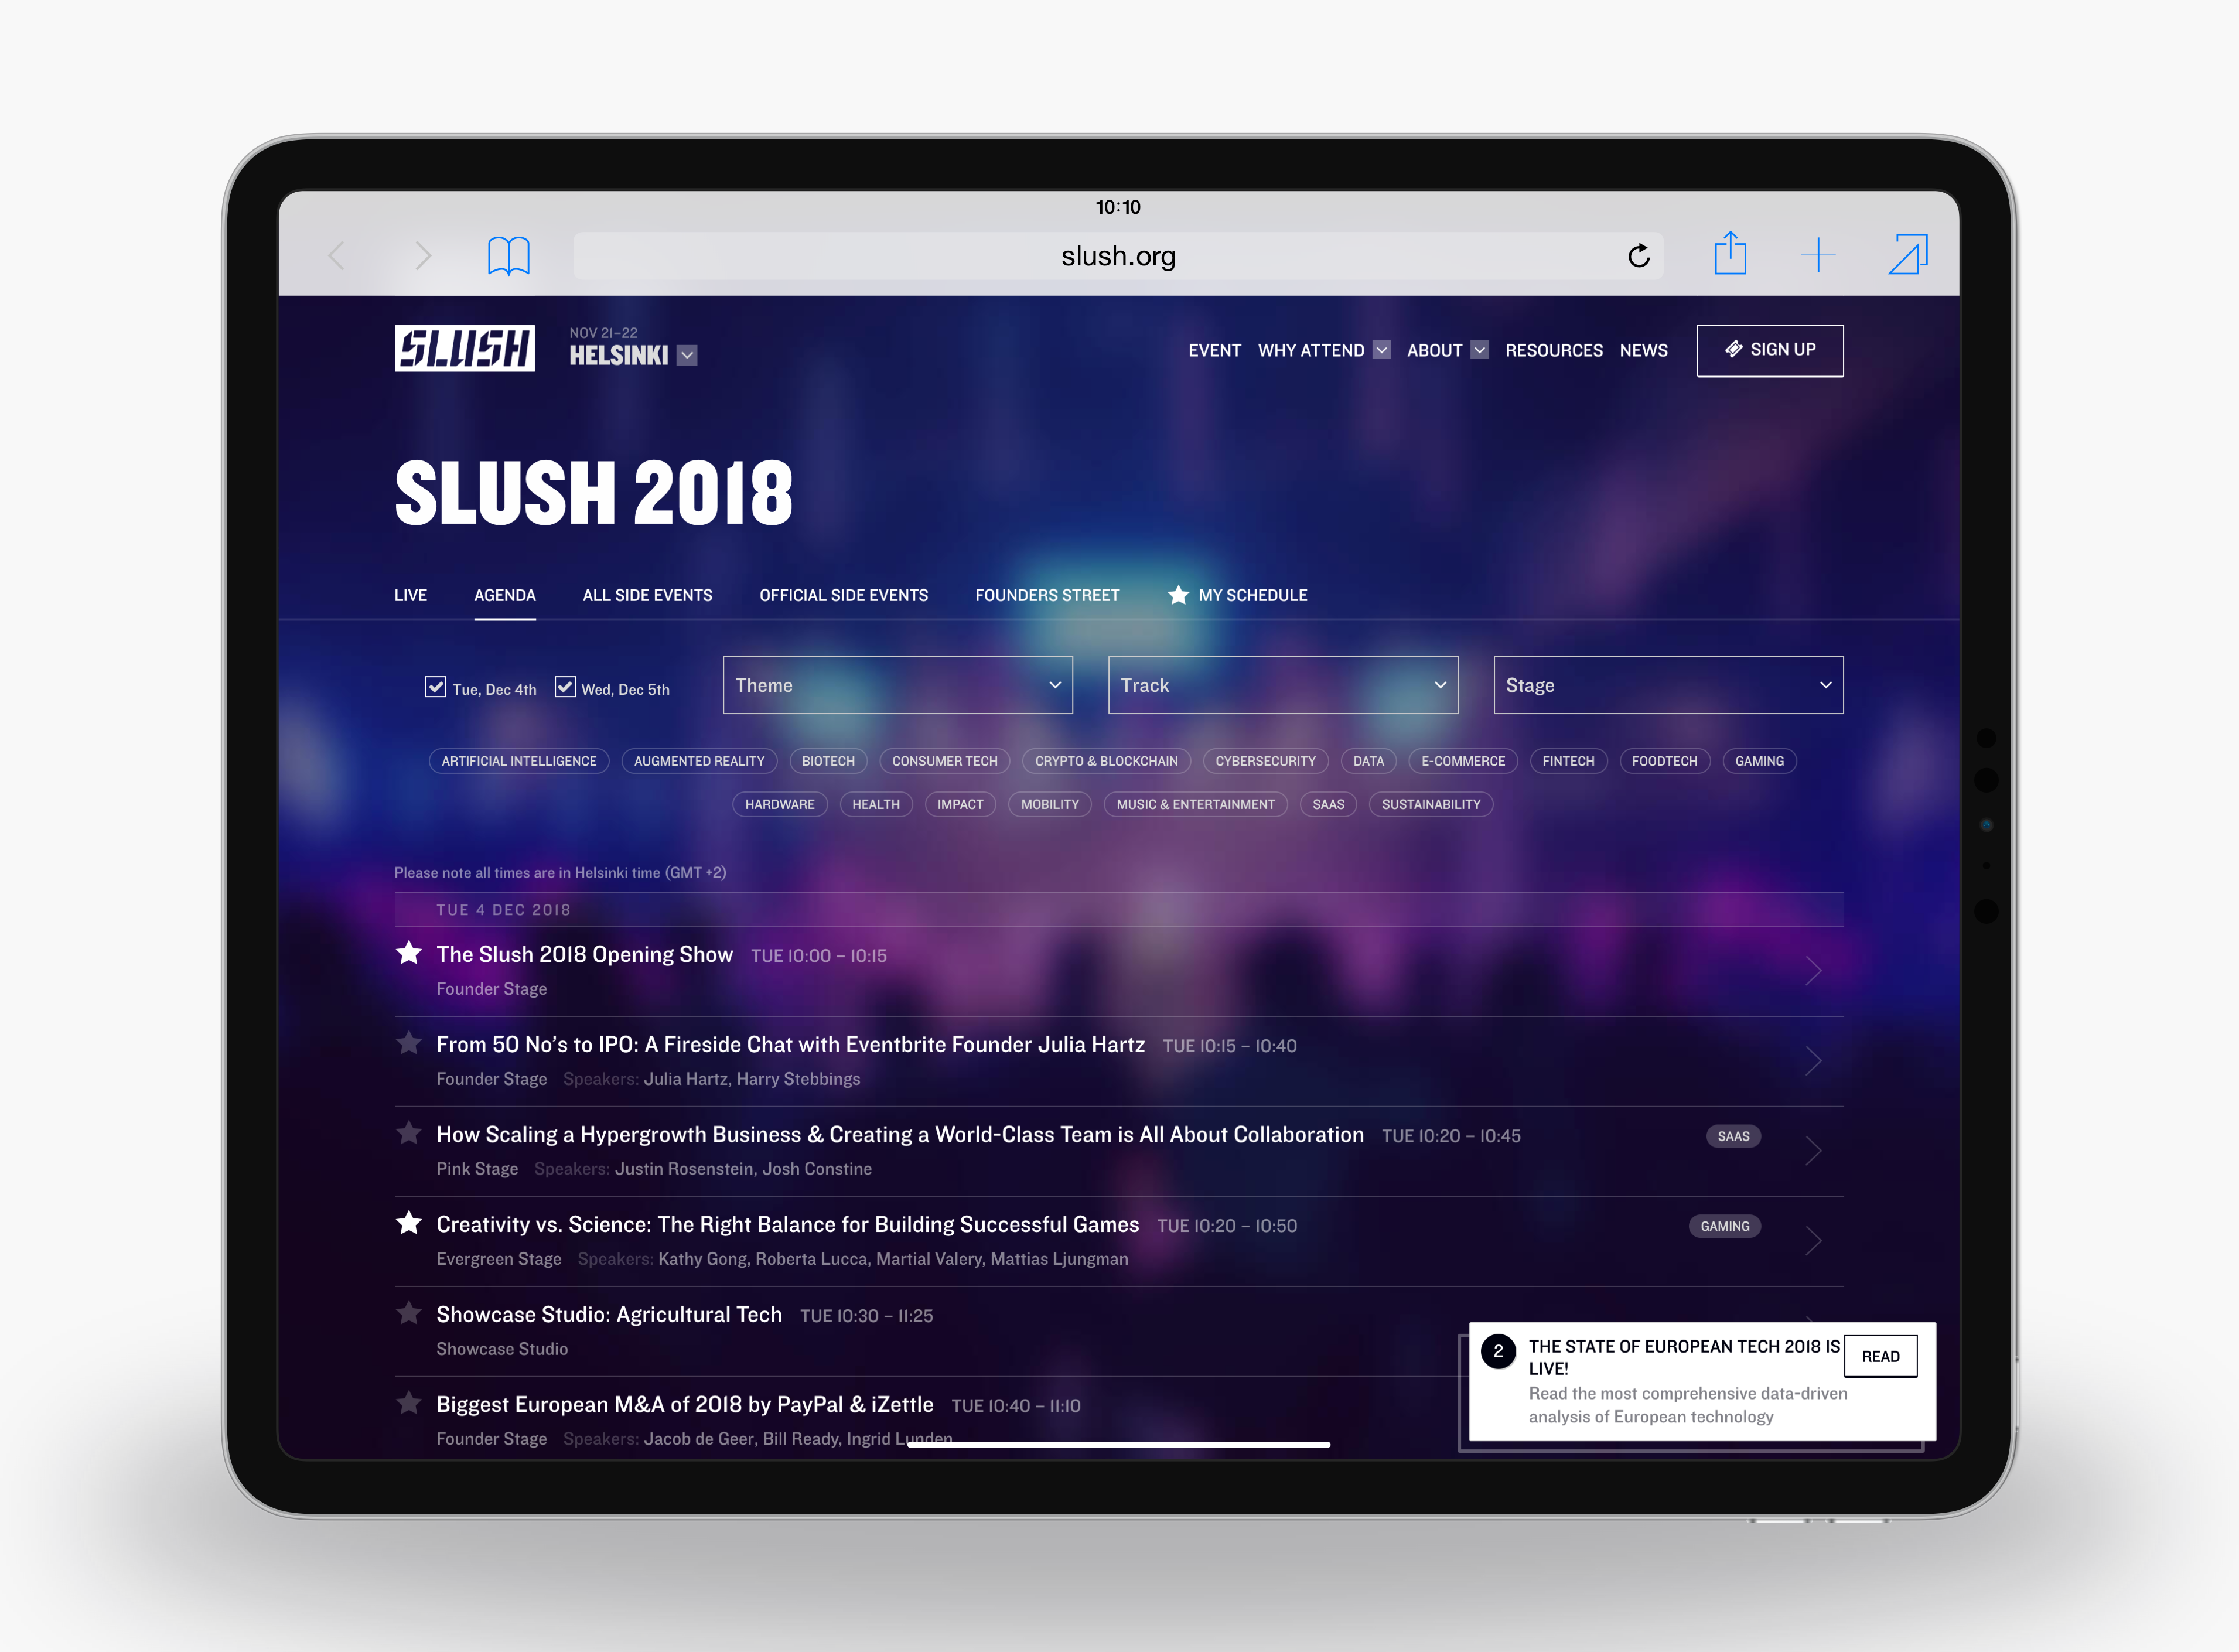 10:10
slush.org
SLUSH
NOV 21–22
HELSINKI
EVENT WHY ATTEND ABOUT RESOURCES NEWS SIGN UP
SLUSH 2018
LIVE AGENDA ALL SIDE EVENTS OFFICIAL SIDE EVENTS FOUNDERS STREET MY SCHEDULE
Tue, Dec 4th Wed, Dec 5th Theme Track Stage
ARTIFICIAL INTELLIGENCE AUGMENTED REALITY BIOTECH CONSUMER TECH CRYPTO & BLOCKCHAIN CYBERSECURITY DATA E-COMMERCE FINTECH FOODTECH GAMING
HARDWARE HEALTH IMPACT MOBILITY MUSIC & ENTERTAINMENT SAAS SUSTAINABILITY
Please note all times are in Helsinki time (GMT +2)
TUE 4 DEC 2018
The Slush 2018 Opening Show TUE 10:00 – 10:15
Founder Stage
From 50 No’s to IPO: A Fireside Chat with Eventbrite Founder Julia Hartz TUE 10:15 – 10:40
Founder Stage Speakers: Julia Hartz, Harry Stebbings
How Scaling a Hypergrowth Business & Creating a World-Class Team is All About Collaboration TUE 10:20 – 10:45 SAAS
Pink Stage Speakers: Justin Rosenstein, Josh Constine
Creativity vs. Science: The Right Balance for Building Successful Games TUE 10:20 – 10:50 GAMING
Evergreen Stage Speakers: Kathy Gong, Roberta Lucca, Martial Valery, Mattias Ljungman
Showcase Studio: Agricultural Tech TUE 10:30 – 11:25
Showcase Studio
Biggest European M&A of 2018 by PayPal & iZettle TUE 10:40 – 11:10
Founder Stage Speakers: Jacob de Geer, Bill Ready, Ingrid Lunden
2 THE STATE OF EUROPEAN TECH 2018 IS
LIVE!
READ
Read the most comprehensive data-driven
analysis of European technology